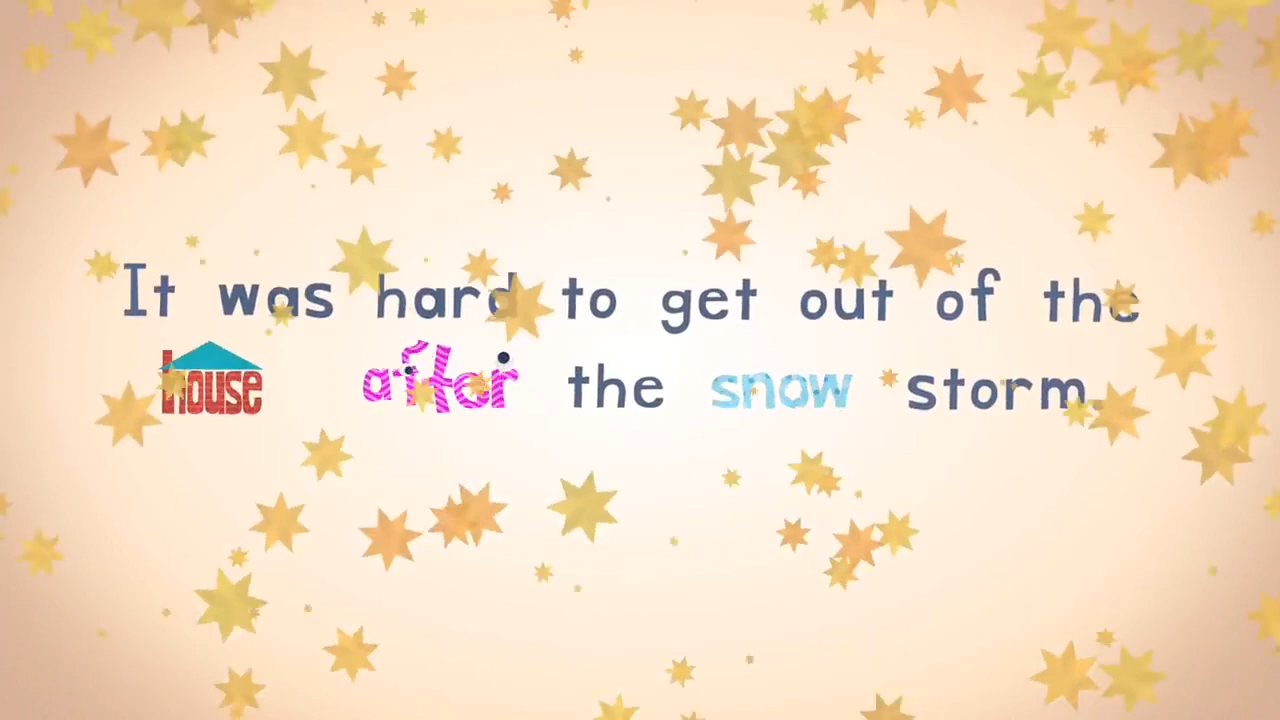 It was hard to get out of the
house after the snow storm.